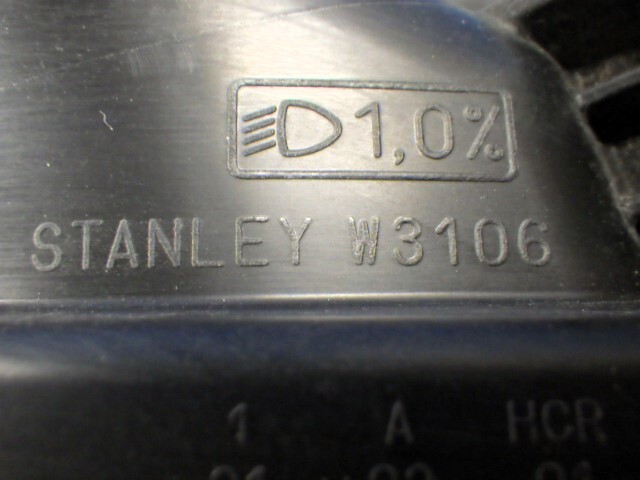 1,0%
STANLEY W3106
1 A HCR